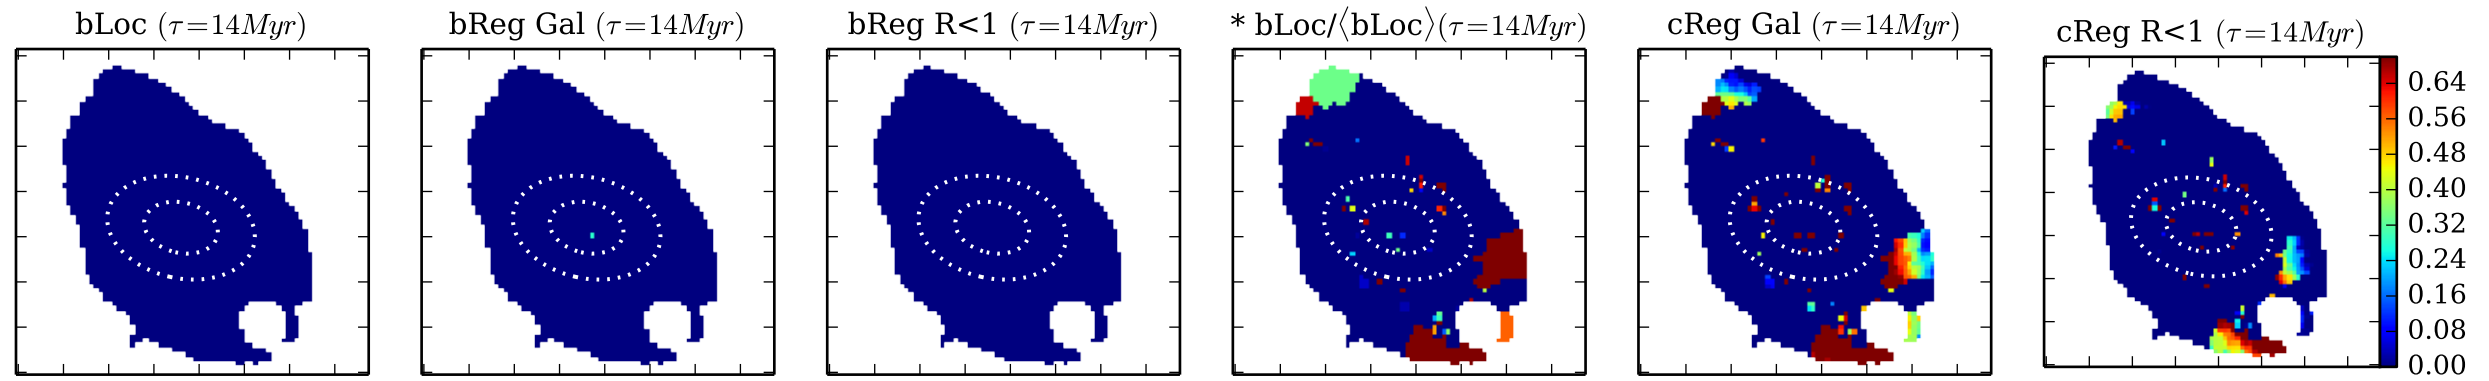 bLoc (τ=14Myr)
bReg Gal (τ=14Myr)
bReg R<1 (τ=14Myr)
* bLoc/⟨bLoc⟩(τ=14Myr)
cReg Gal (τ=14Myr)
cReg R<1 (τ=14Myr)
0.64
0.56
0.48
0.40
0.32
0.24
0.16
0.08
0.00